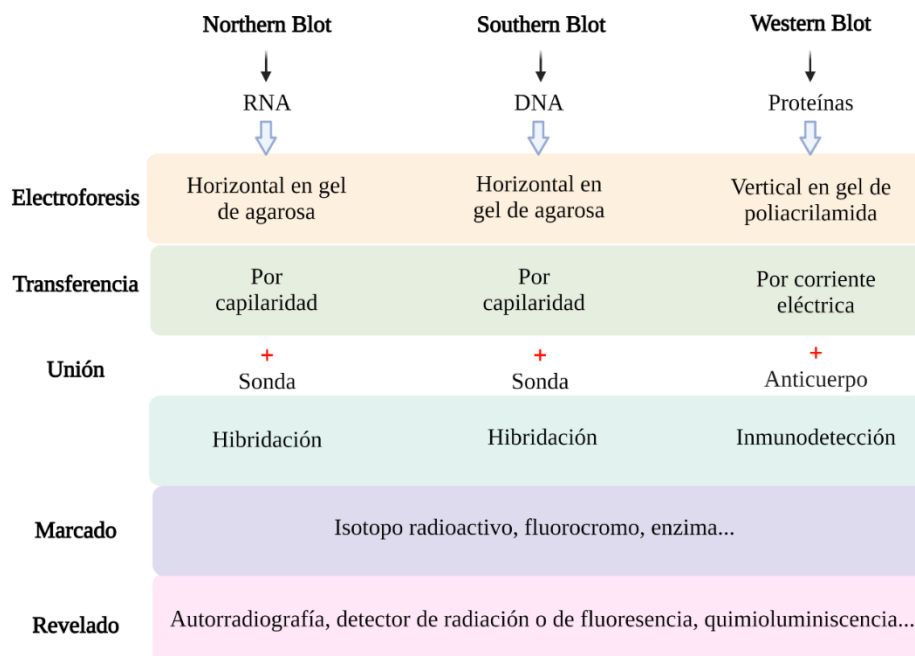 Northern Blot
Southern Blot
Western Blot
RNA
DNA
Proteínas
Electroforesis
Horizontal en gel
de agarosa
Horizontal en
gel de agarosa
Vertical en gel de
poliacrilamida
Transferencia
Por
capilaridad
Por
capilaridad
Por corriente
eléctrica
Unión
+
Sonda
+
Sonda
+
Anticuerpo
Hibridación
Hibridación
Inmunodetección
Marcado
Isotopo radioactivo, fluorocromo, enzima...
Revelado
Autorradiografía, detector de radiación o de fluoresencia, quimioluminiscencia...